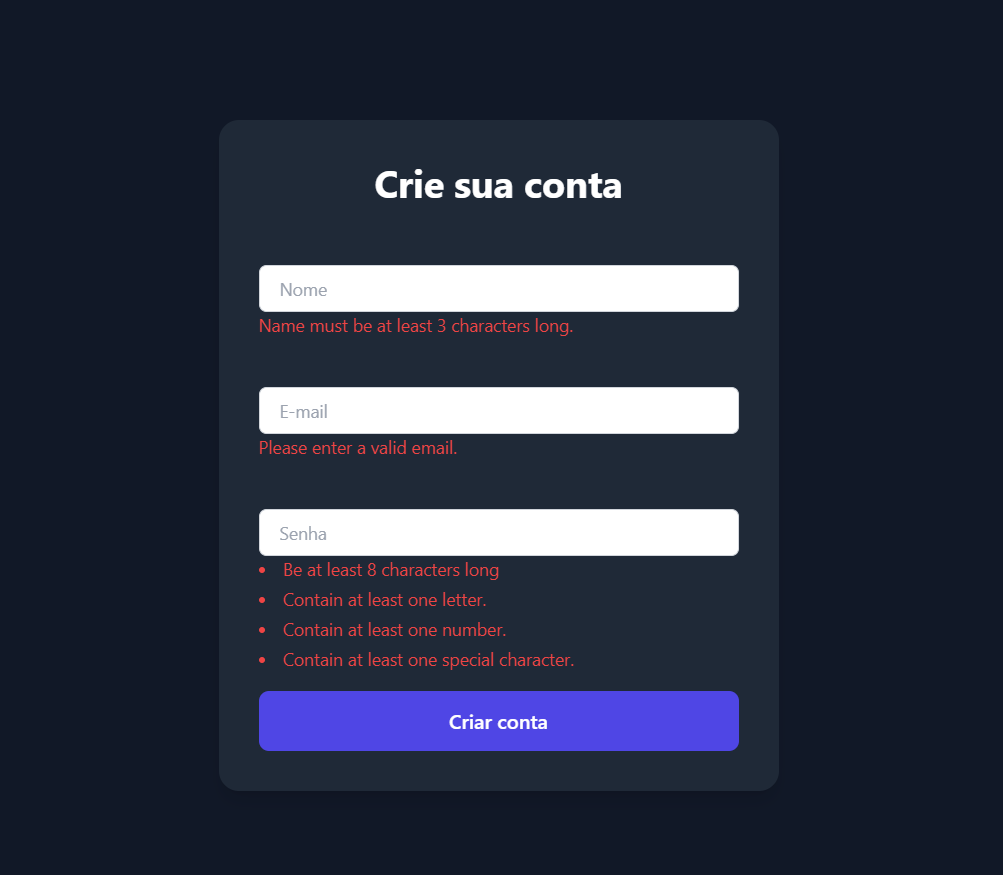 Crie sua conta
Nome
Name must be at least 3 characters long.
E-mail
Please enter a valid email.
Senha
• Be at least 8 characters long
• Contain at least one letter.
• Contain at least one number.
• Contain at least one special character.
Criar conta